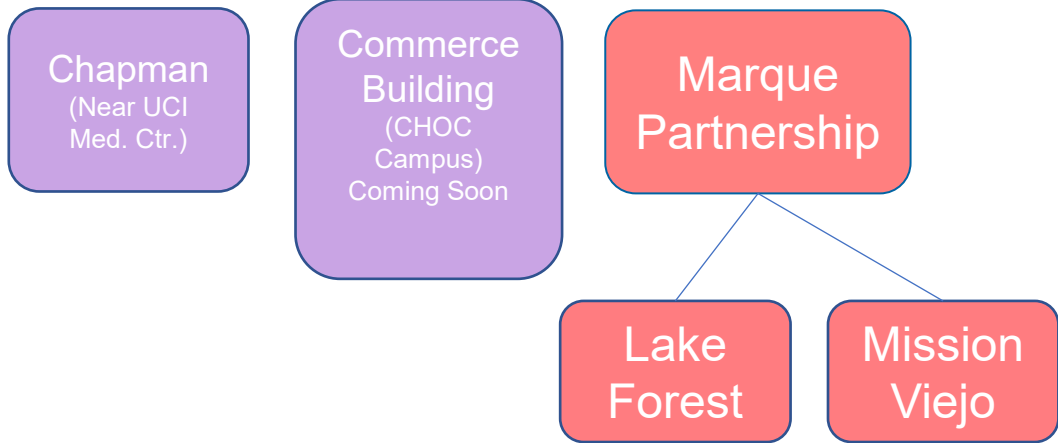 Chapman
(Near UCI
Med. Ctr.)
Commerce
Building
(CHOC
Campus)
Coming Soon
Marque
Partnership
Lake
Forest
Mission
Viejo